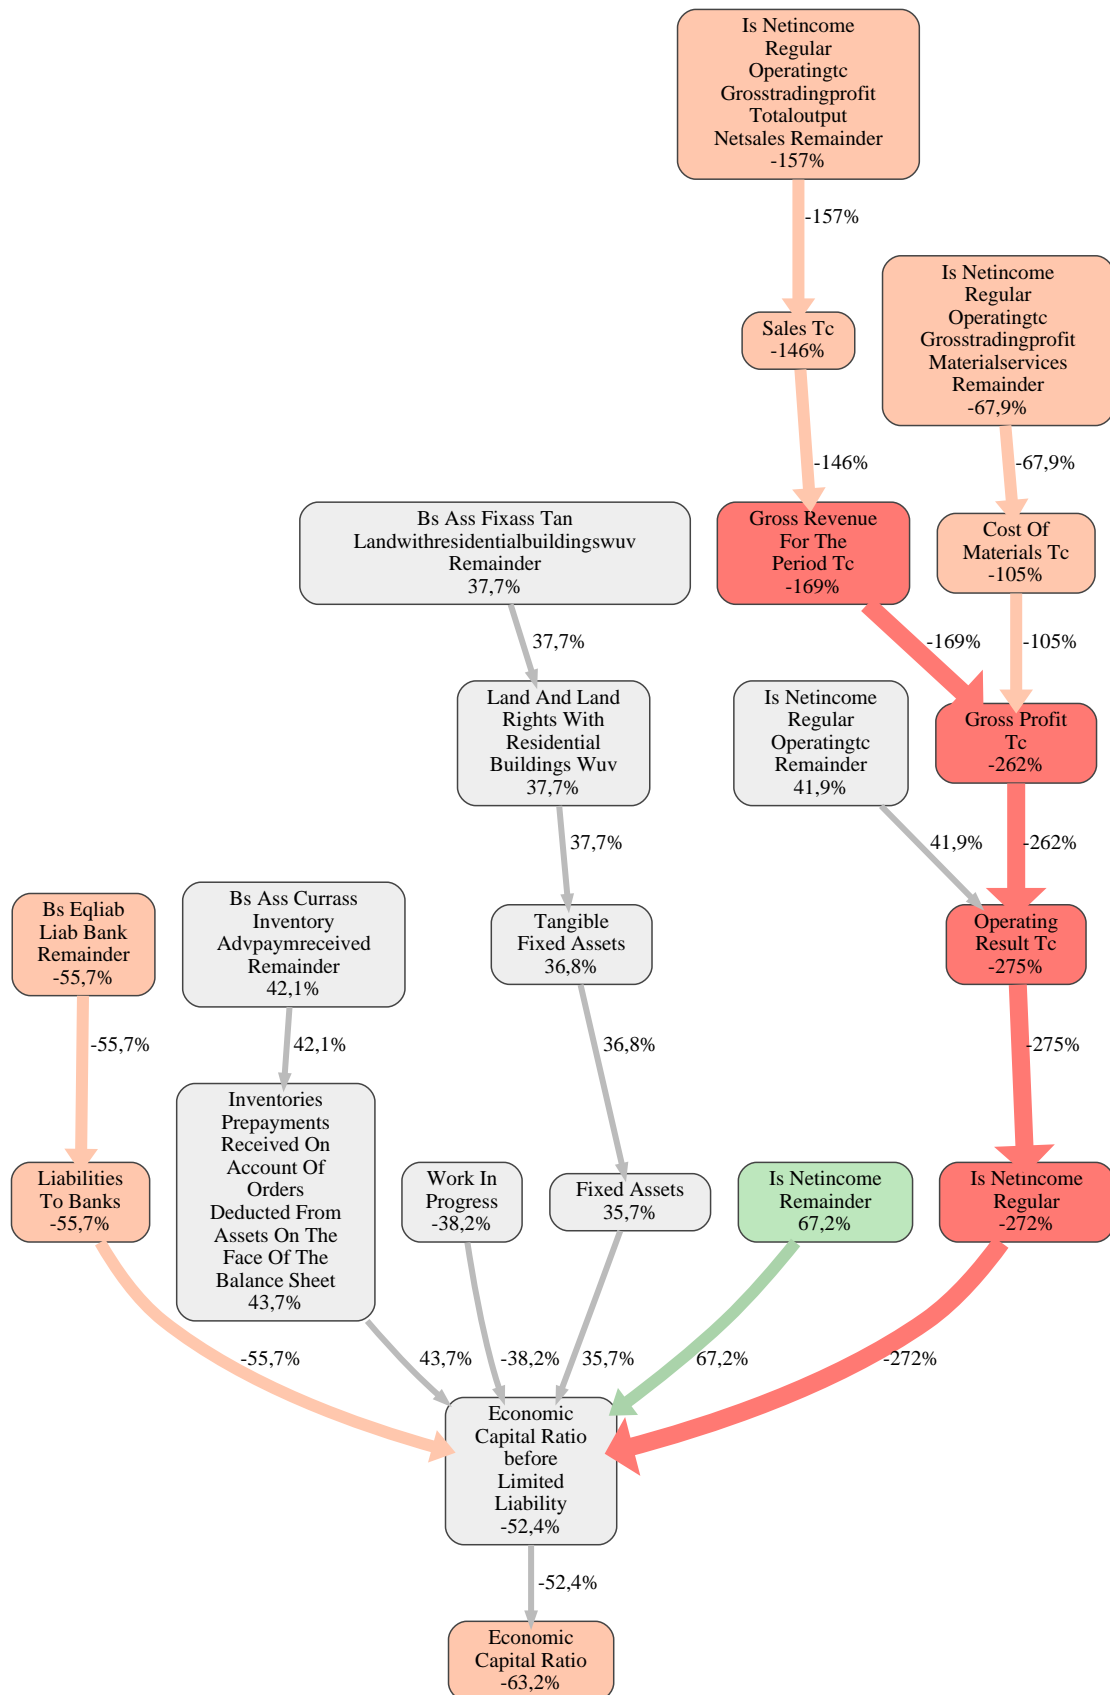 Is Netincome
Regular
Operatingtc
Grosstradingprofit
Totaloutput
Netsales Remainder
-157%
-157%
Sales Tc
-146%
Is Netincome
Regular
Operatingtc
Grosstradingprofit
Materialservices
Remainder
-67,9%
-146%
-67,9%
Bs Ass Fixass Tan
Landwithresidentialbuildingswuv
Remainder
37,7%
Gross Revenue
For The
Period Tc
-169%
Cost Of
Materials Tc
-105%
37,7%
-169%
-105%
Land And Land
Rights With
Residential
Buildings Wuv
37,7%
Is Netincome
Regular
Operatingtc
Remainder
41,9%
Gross Profit
Tc
-262%
37,7%
41,9%
-262%
Bs Eqliab
Liab Bank
Remainder
-55,7%
Bs Ass Currass
Inventory
Advpaymreceived
Remainder
42,1%
Tangible
Fixed Assets
36,8%
Operating
Result Tc
-275%
-55,7%
42,1%
36,8%
-275%
Liabilities
To Banks
-55,7%
Inventories
Prepayments
Received On
Account Of
Orders
Deducted From
Assets On The
Face Of The
Balance Sheet
43,7%
Work In
Progress
-38,2%
Fixed Assets
35,7%
Is Netincome
Remainder
67,2%
Is Netincome
Regular
-272%
-55,7%
43,7%
-38,2%
35,7%
67,2%
-272%
Economic
Capital Ratio
before
Limited
Liability
-52,4%
-52,4%
Economic
Capital Ratio
-63,2%